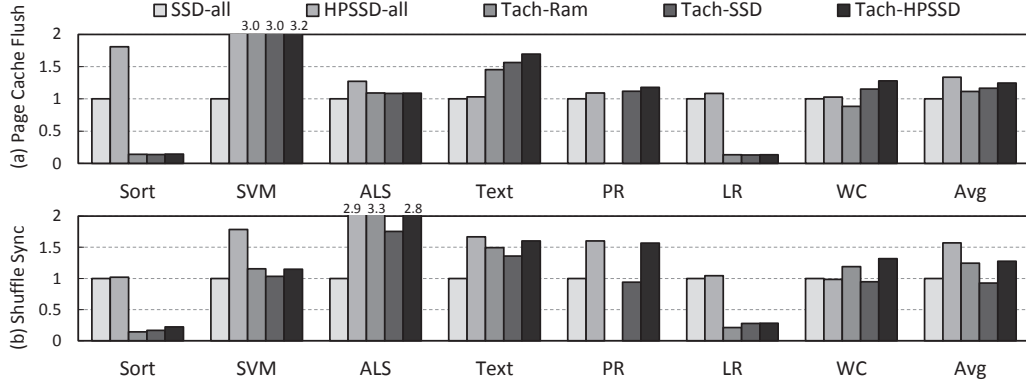 SSD-all HPSSD-all Tach-Ram Tach-SSD Tach-HPSSD
(a) Page Cache Flush
2
1.5
1
0.5
0
3.0 3.0 3.2
Sort SVM ALS Text PR LR WC Avg
(b) Shuffle Sync
2
1.5
1
0.5
0
2.9 3.3 2.8
Sort SVM ALS Text PR LR WC Avg